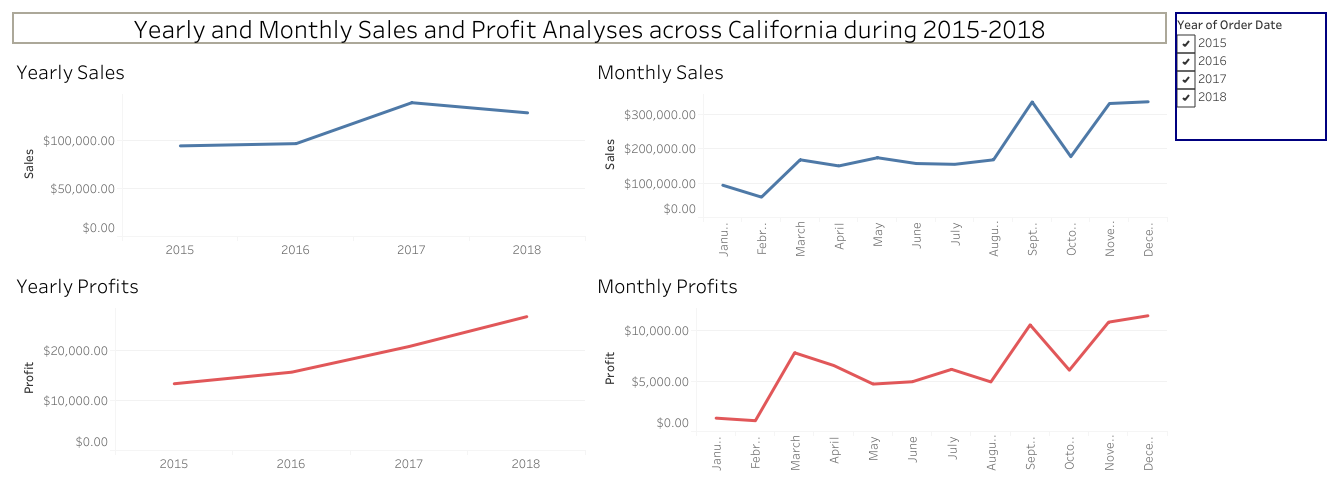 Yearly and Monthly Sales and Profit Analyses across California during 2015-2018
Year of Order Date
2015
2016
2017
2018
Yearly Sales
Sales
$100,000.00
$50,000.00
$0.00
2015 2016 2017 2018
Monthly Sales
Sales
$300,000.00
$200,000.00
$100,000.00
$0.00
Janu.. Febr.. March April May June July Augu.. Sept.. Octo.. Nove.. Dece..
Yearly Profits
Profit
$20,000.00
$10,000.00
$0.00
2015 2016 2017 2018
Monthly Profits
Profit
$10,000.00
$5,000.00
$0.00
Janu.. Febr.. March April May June July Augu.. Sept.. Octo.. Nove.. Dece..